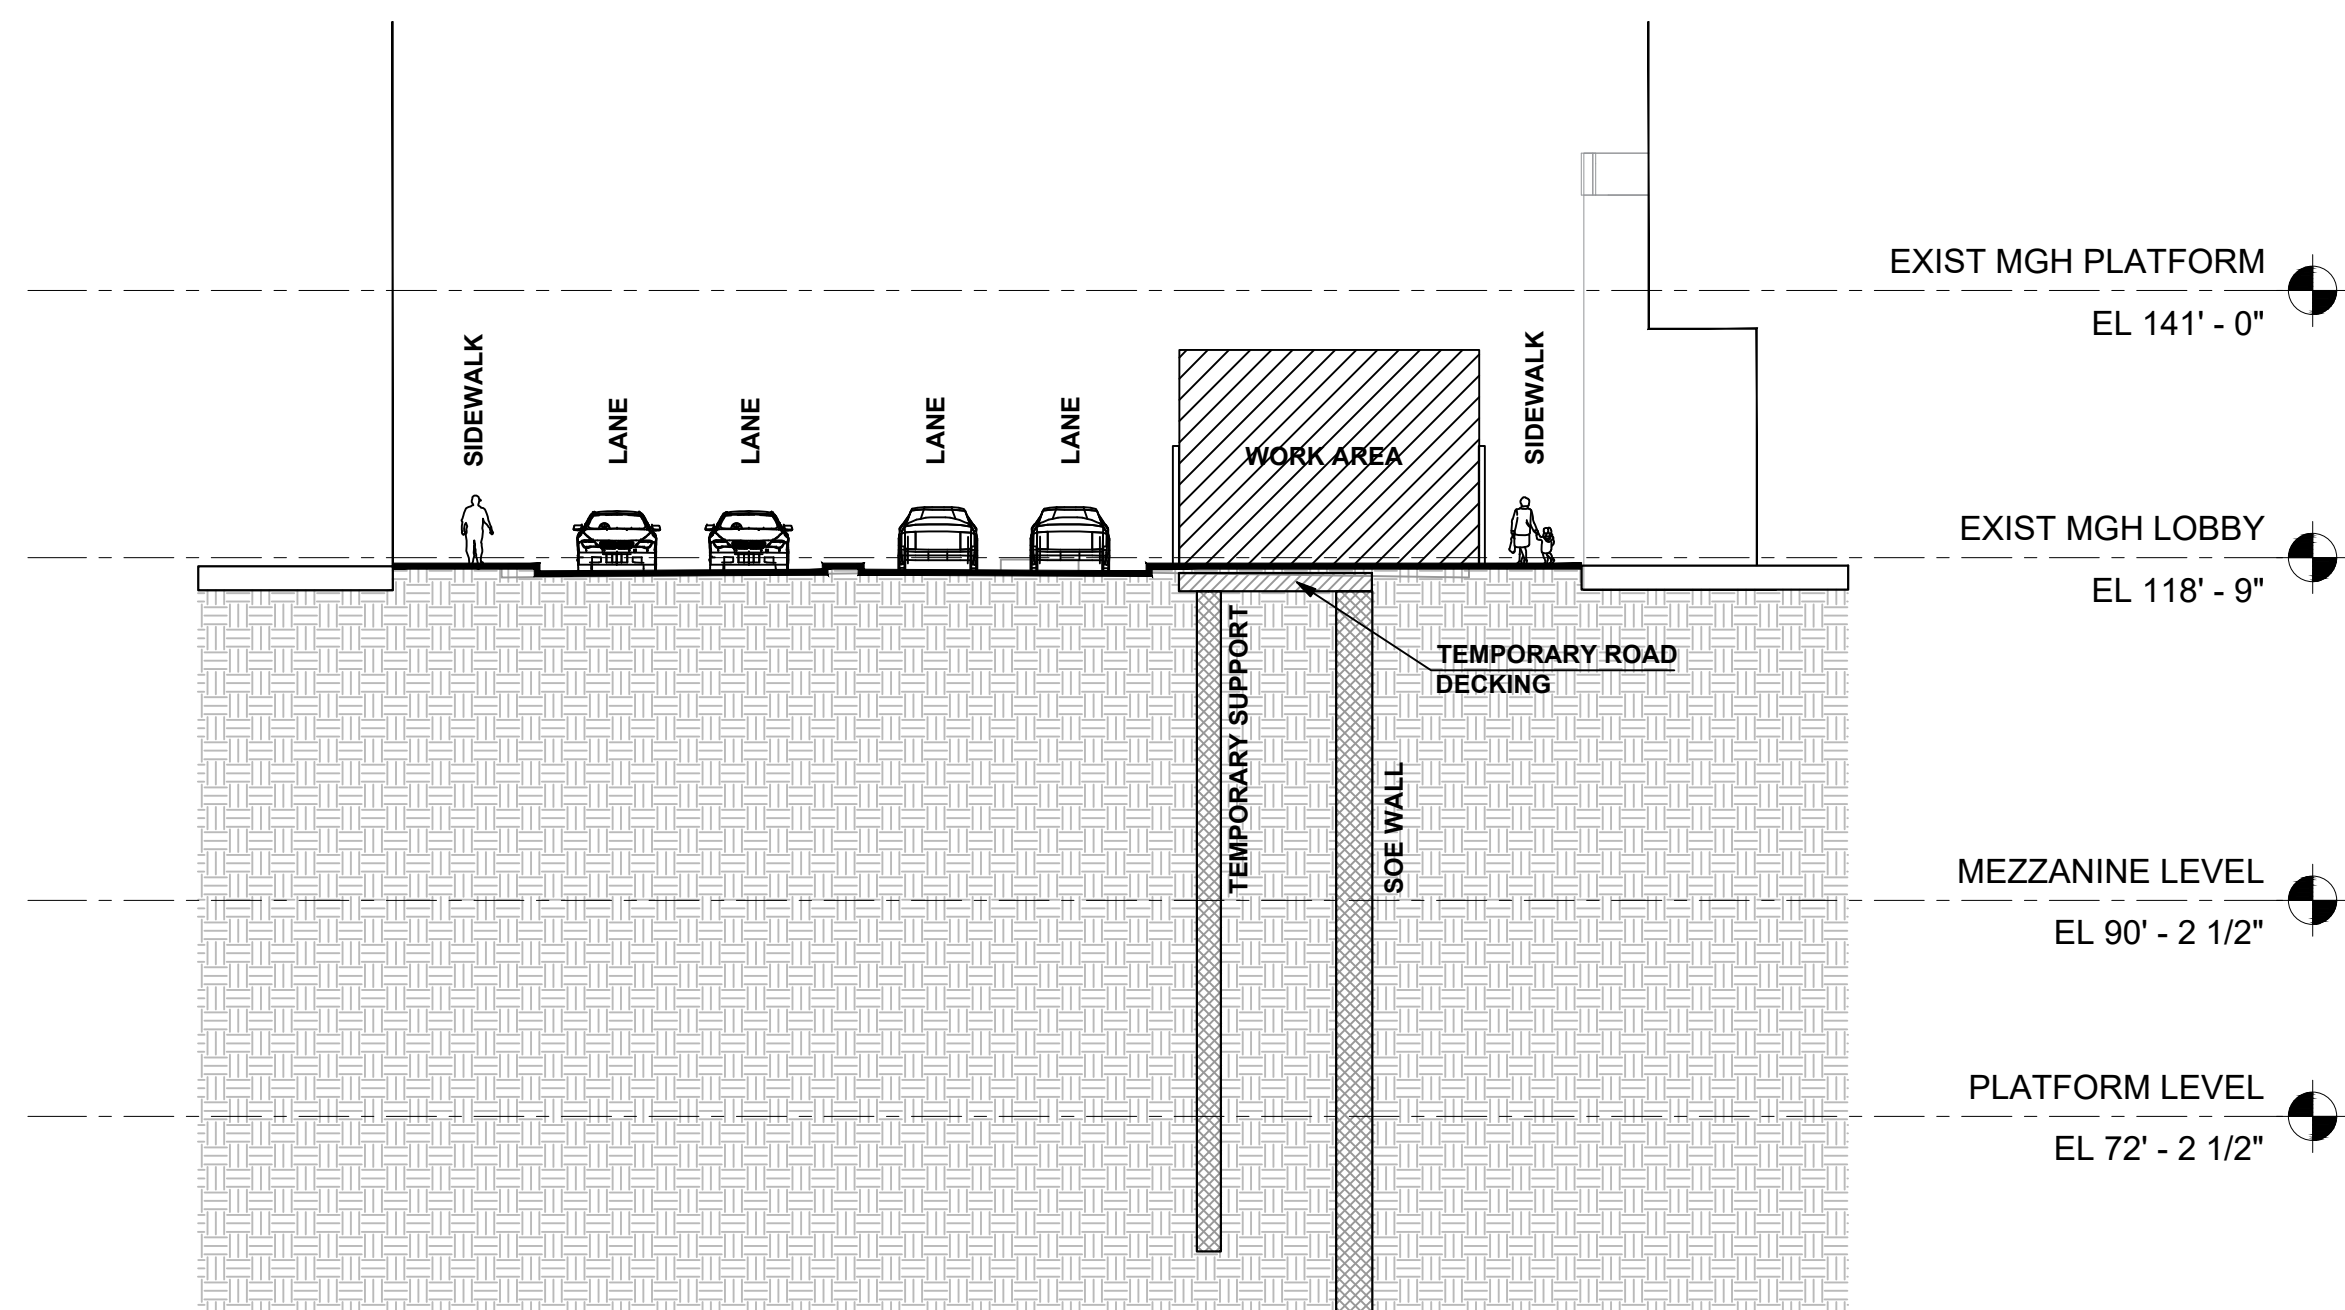 EXIST MGH PLATFORM
EL 141' - 0"
SIDEWALK
LANE
LANE
LANE
LANE
WORK AREA
SIDEWALK
EXIST MGH LOBBY
EL 118' - 9"
TEMPORARY SUPPORT
TEMPORARY ROAD
DECKING
SOE WALL
MEZZANINE LEVEL
EL 90' - 2 1/2"
PLATFORM LEVEL
EL 72' - 2 1/2"